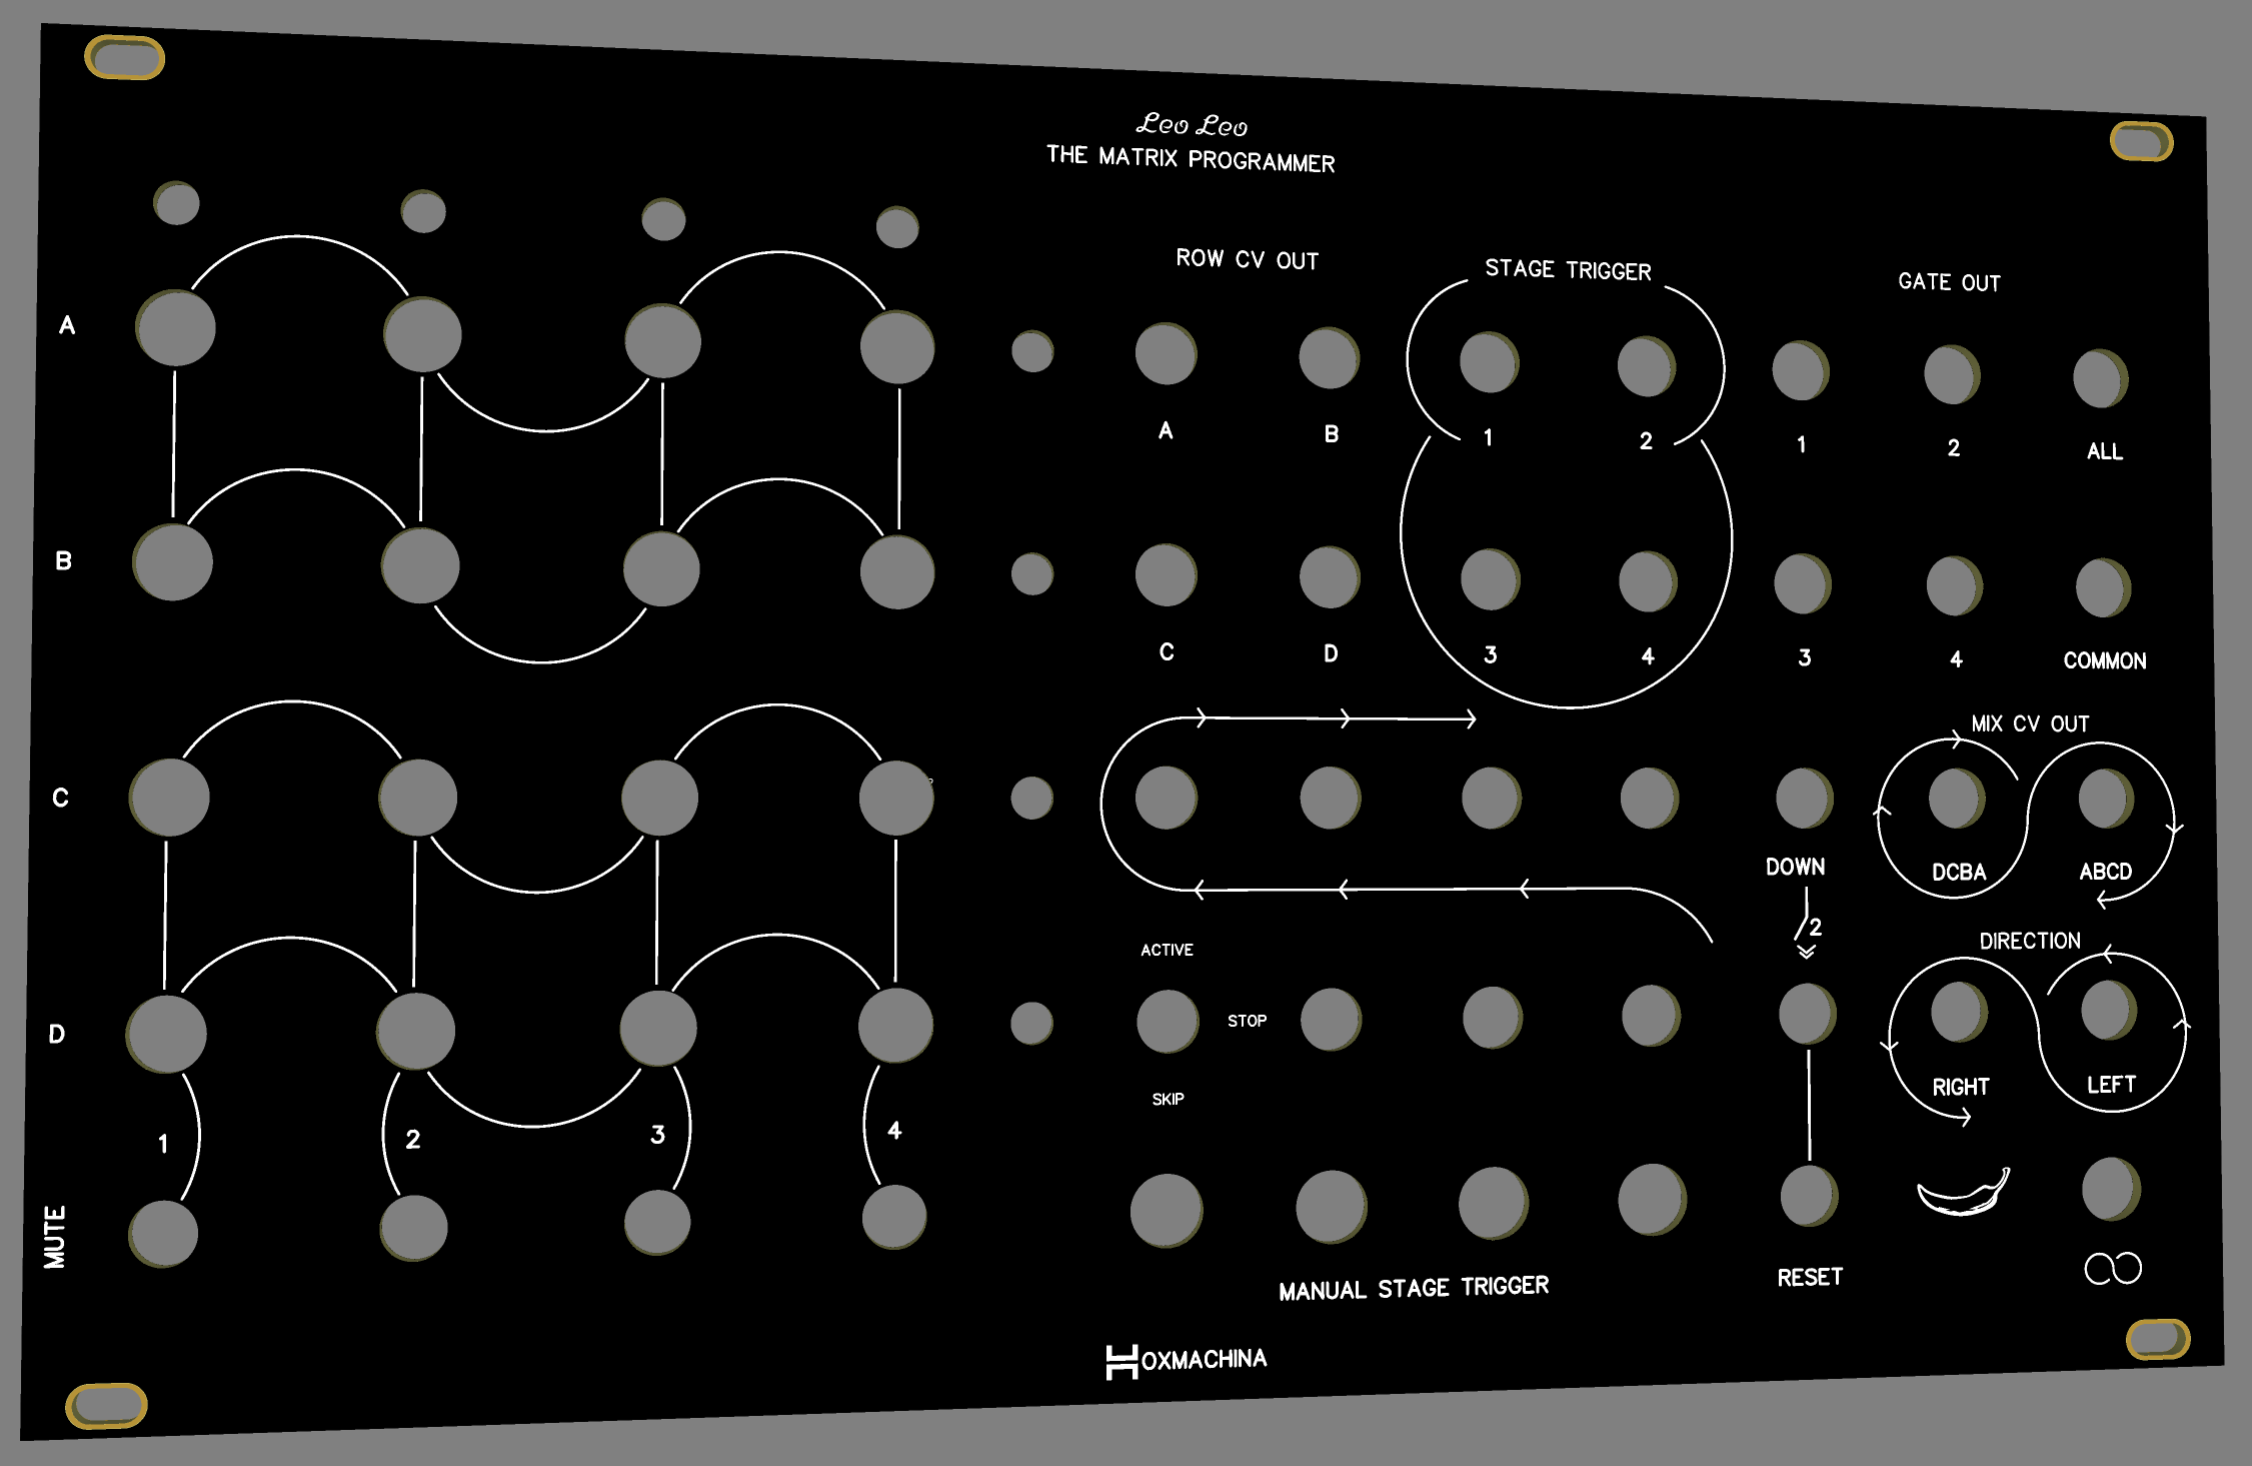 Leo Leo
THE MATRIX PROGRAMMER
ROW CV OUT
STAGE TRIGGER
GATE OUT
A
A B 1 2 1 2 ALL
B
C D 3 4 3 4 COMMON
MIX CV OUT
C
DOWN DCBA ABCD
/2
ACTIVE
DIRECTION
D
STOP
SKIP
RIGHT LEFT
1 2 3 4
MUTE
MANUAL STAGE TRIGGER
RESET
HOXMACHINA